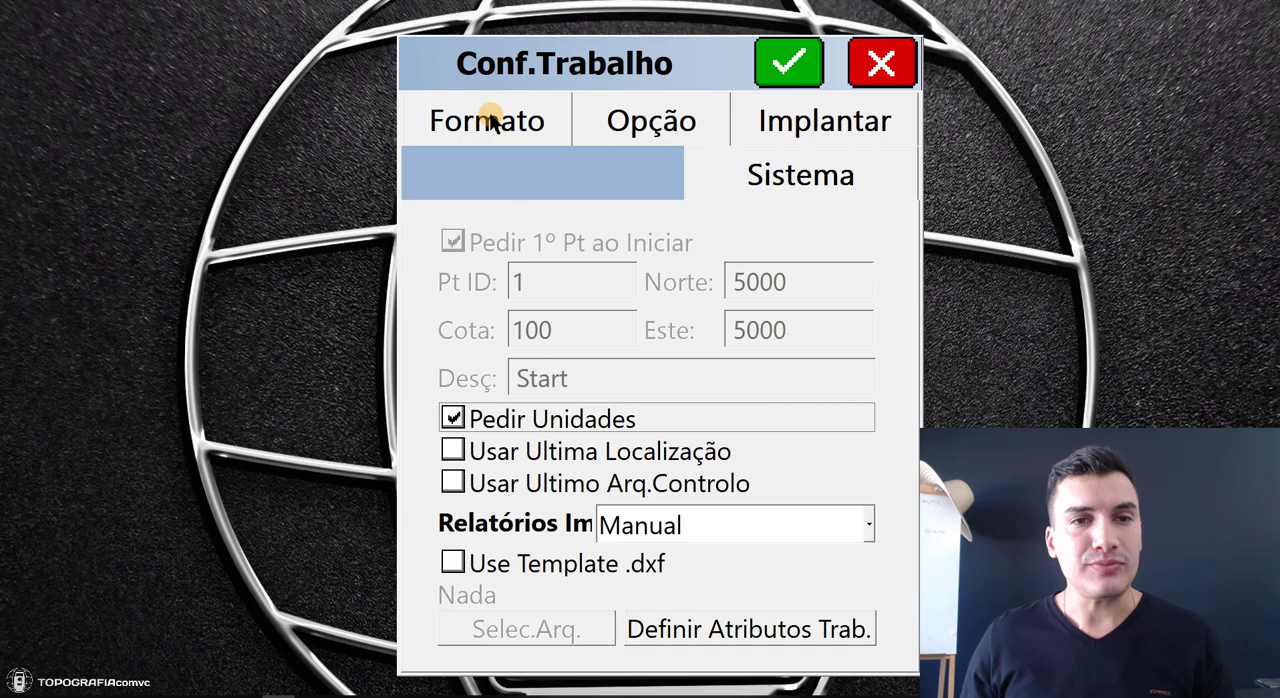 Conf.Trabalho
Formato Opção Implantar
Sistema
Pedir 1º Pt ao Iniciar
Pt ID: 1 Norte: 5000
Cota: 100 Este: 5000
Desç: Start
Pedir Unidades
Usar Ultima Localização
Usar Ultimo Arq.Controlo
Relatórios Im Manual
Use Template .dxf
Nada
Selec.Arq. Definir Atributos Trab.
TOPOGRAFIAcomvc